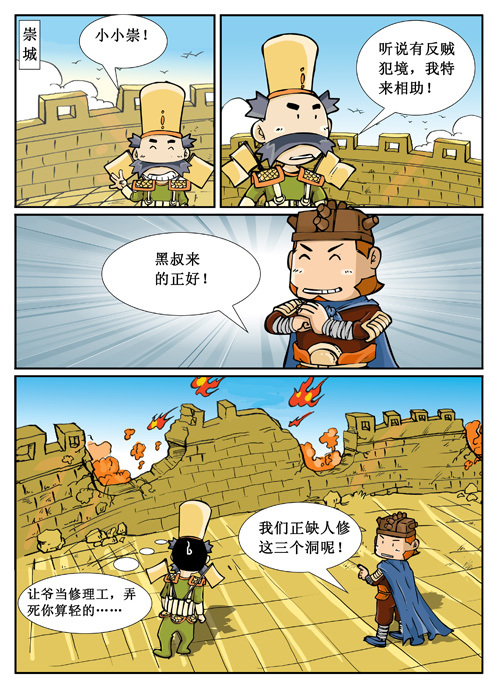 崇城
小小崇！
听说有反贼
犯境，我特
来相助！
黑叔来
的正好！
我们正缺人修
这三个洞呢！
让爷当修理工，弄
死你算轻的……